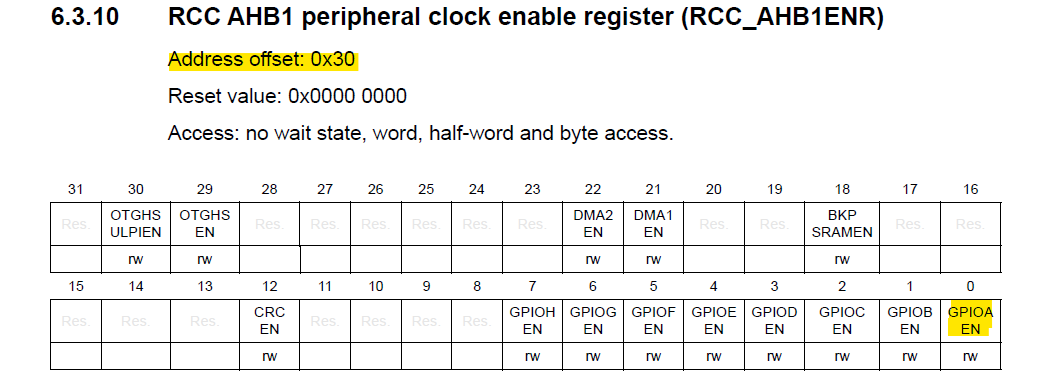 6.3.10 RCC AHB1 peripheral clock enable register (RCC_AHB1ENR)
Address offset: 0x30
Reset value: 0x0000 0000
Access: no wait state, word, half-word and byte access.
31 30 29 28 27 26 25 24 23 22 21 20 19 18 17 16
Res. OTGHS ULPIEN OTGHS EN Res. Res. Res. Res. Res. Res. DMA2 EN DMA1 EN Res. Res. BKP SRAMEN Res. Res.
rw rw rw rw rw
15 14 13 12 11 10 9 8 7 6 5 4 3 2 1 0
Res. Res. Res. CRC EN Res. Res. Res. Res. GPIOH EN GPIOG EN GPIOF EN GPIOE EN GPIOD EN GPIOC EN GPIOB EN GPIOA EN
rw rw rw rw rw rw rw rw rw